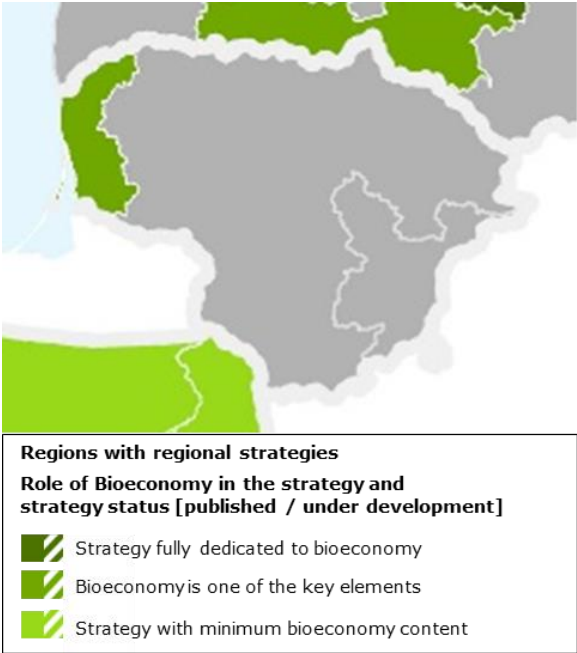 Regions with regional strategies
Role of Bioeconomy in the strategy and
strategy status [published / under development]
Strategy fully dedicated to bioeconomy
Bioeconomy is one of the key elements
Strategy with minimum bioeconomy content